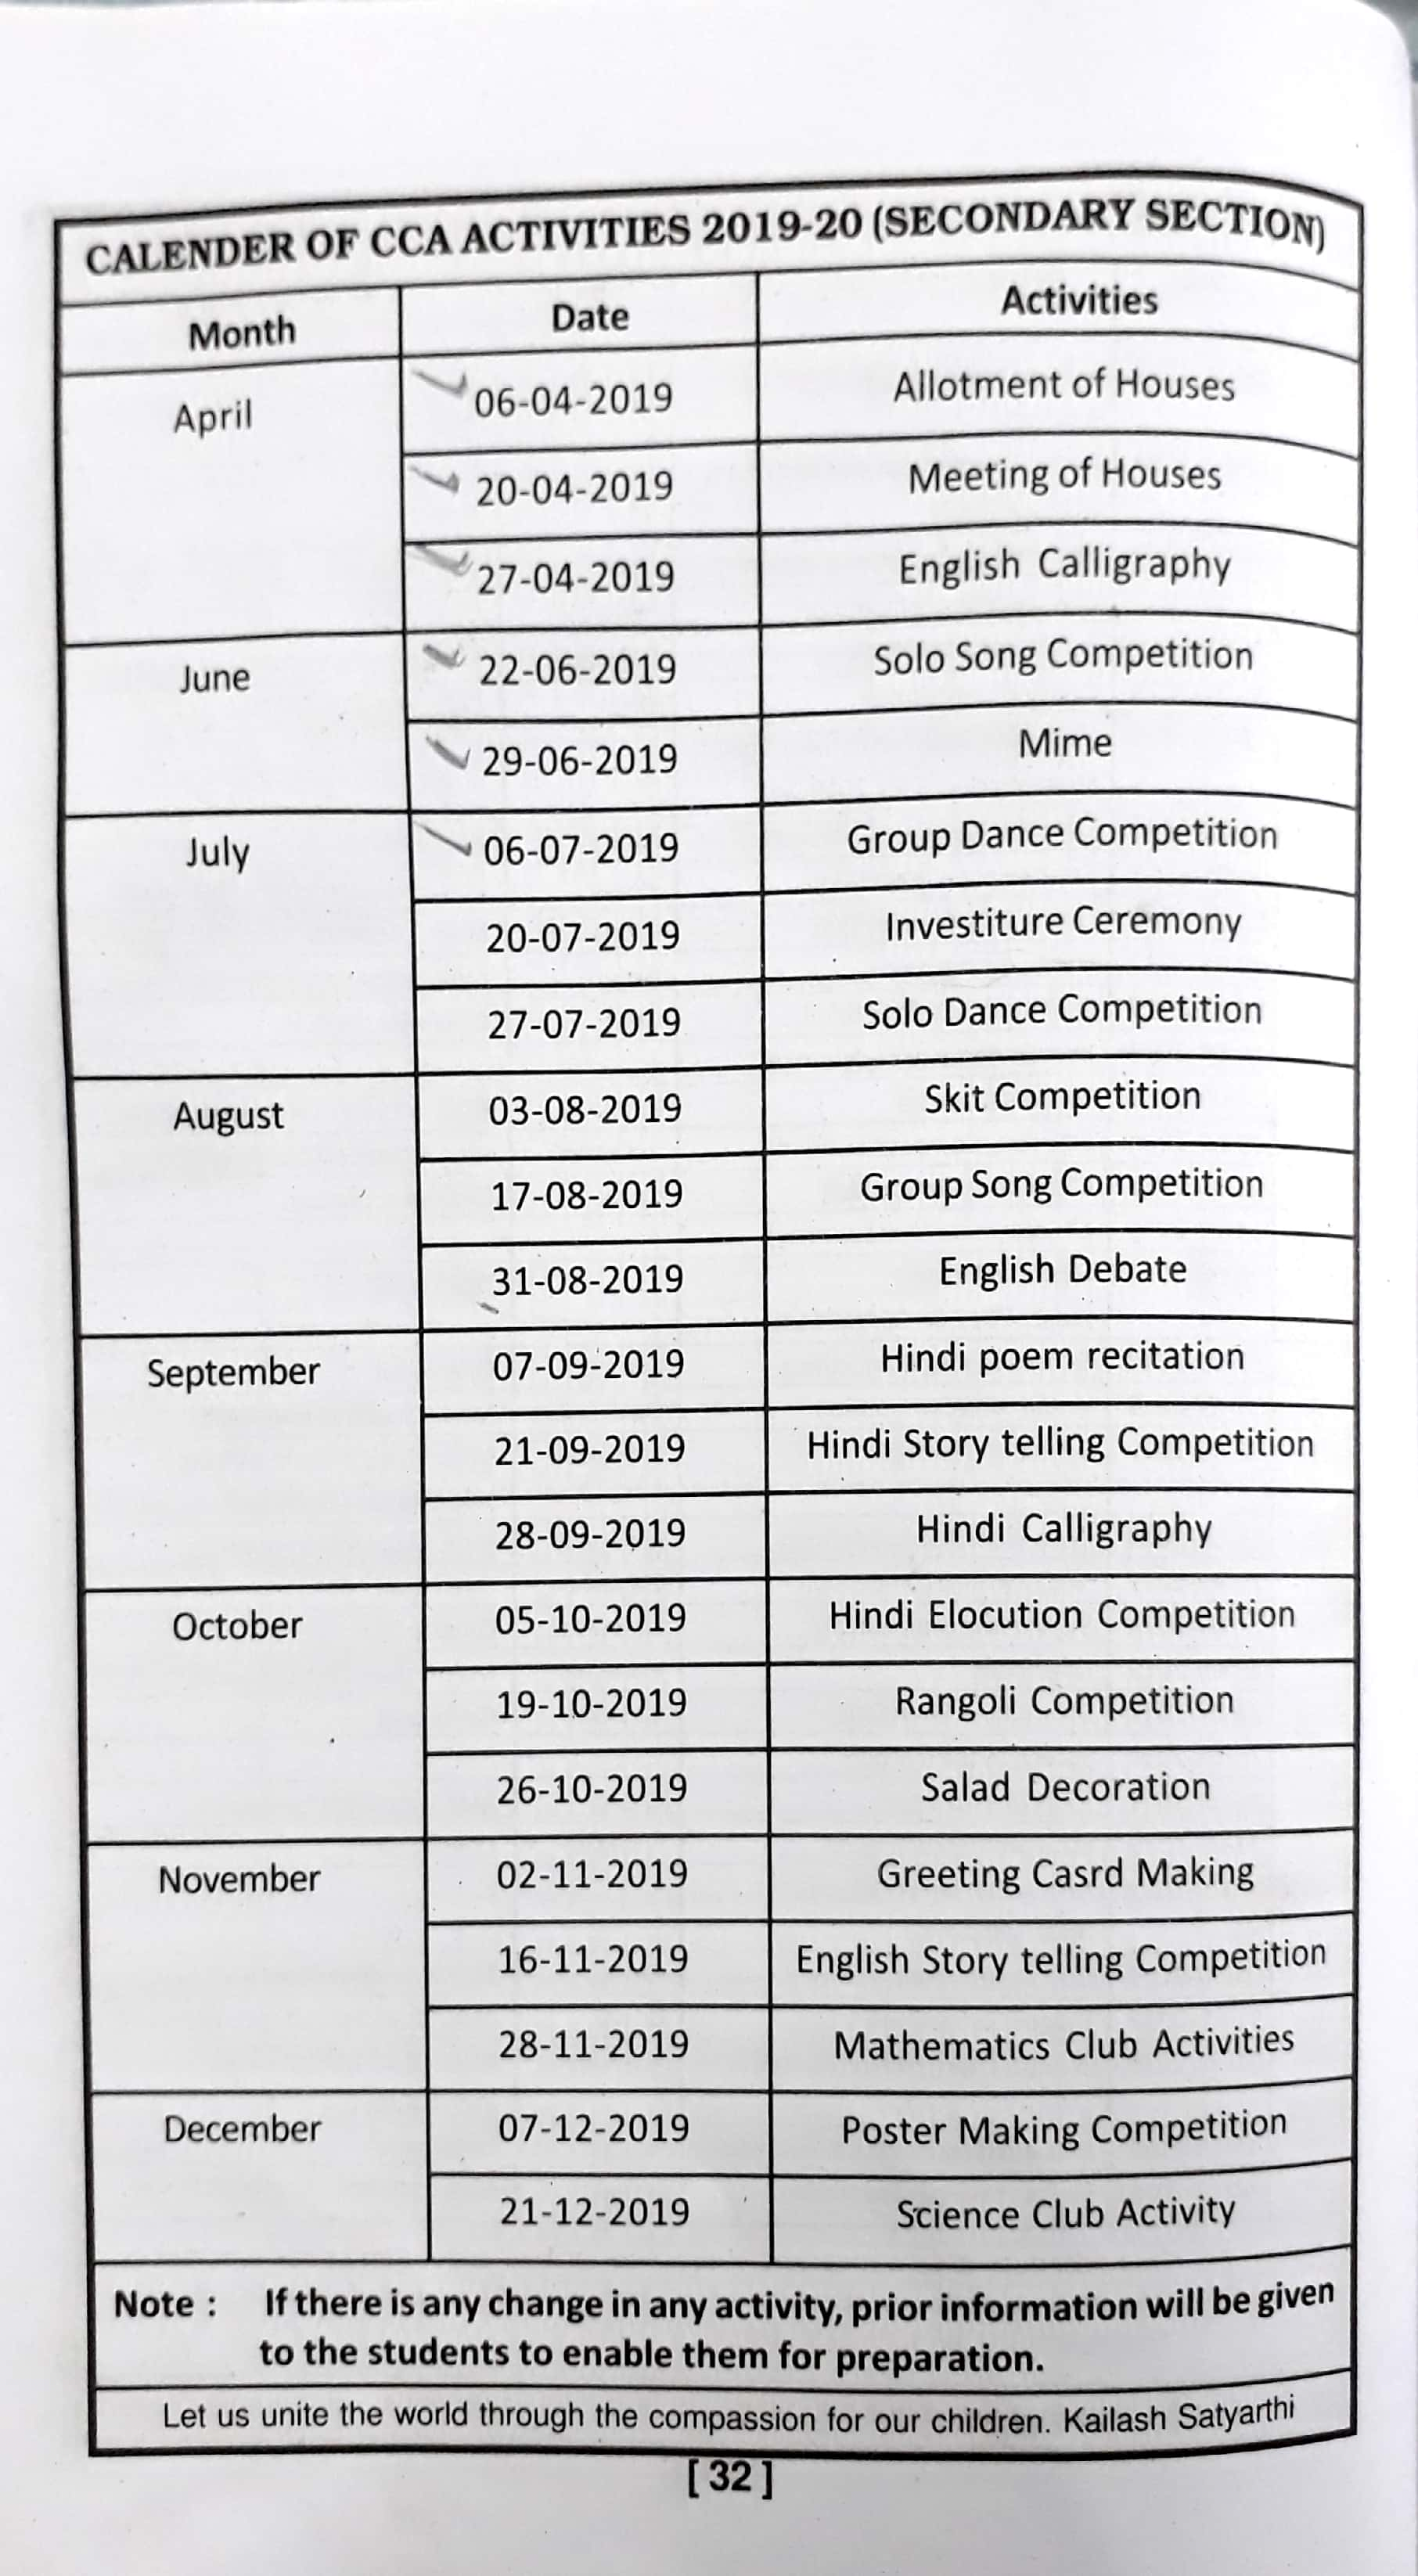 CALENDER OF CCA ACTIVITIES 2019-20 (SECONDARY SECTION)
Month Date Activities
April 06-04-2019 Allotment of Houses
20-04-2019 Meeting of Houses
27-04-2019 English Calligraphy
June 22-06-2019 Solo Song Competition
29-06-2019 Mime
July 06-07-2019 Group Dance Competition
20-07-2019 Investiture Ceremony
27-07-2019 Solo Dance Competition
August 03-08-2019 Skit Competition
17-08-2019 Group Song Competition
31-08-2019 English Debate
September 07-09-2019 Hindi poem recitation
21-09-2019 Hindi Story telling Competition
28-09-2019 Hindi Calligraphy
October 05-10-2019 Hindi Elocution Competition
19-10-2019 Rangoli Competition
26-10-2019 Salad Decoration
November 02-11-2019 Greeting Casrd Making
16-11-2019 English Story telling Competition
28-11-2019 Mathematics Club Activities
December 07-12-2019 Poster Making Competition
21-12-2019 Science Club Activity
Note : If there is any change in any activity, prior information will be given
to the students to enable them for preparation.
Let us unite the world through the compassion for our children. Kailash Satyarthi
[ 32 ]